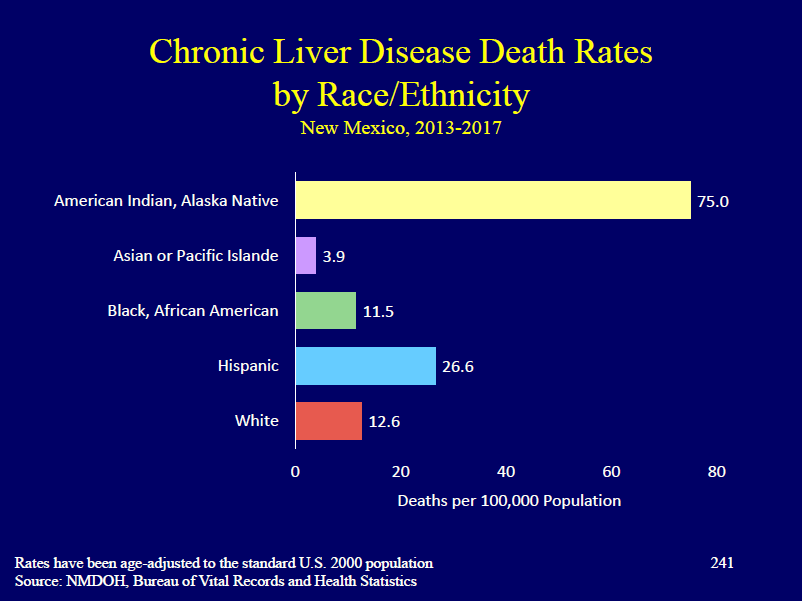 Chronic Liver Disease Death Rates
by Race/Ethnicity
New Mexico, 2013-2017
American Indian, Alaska Native
75.0
Asian or Pacific Islande
3.9
Black, African American
11.5
Hispanic
26.6
White
12.6
0 20 40 60 80
Deaths per 100,000 Population
Rates have been age-adjusted to the standard U.S. 2000 population
241
Source: NMDOH, Bureau of Vital Records and Health Statistics